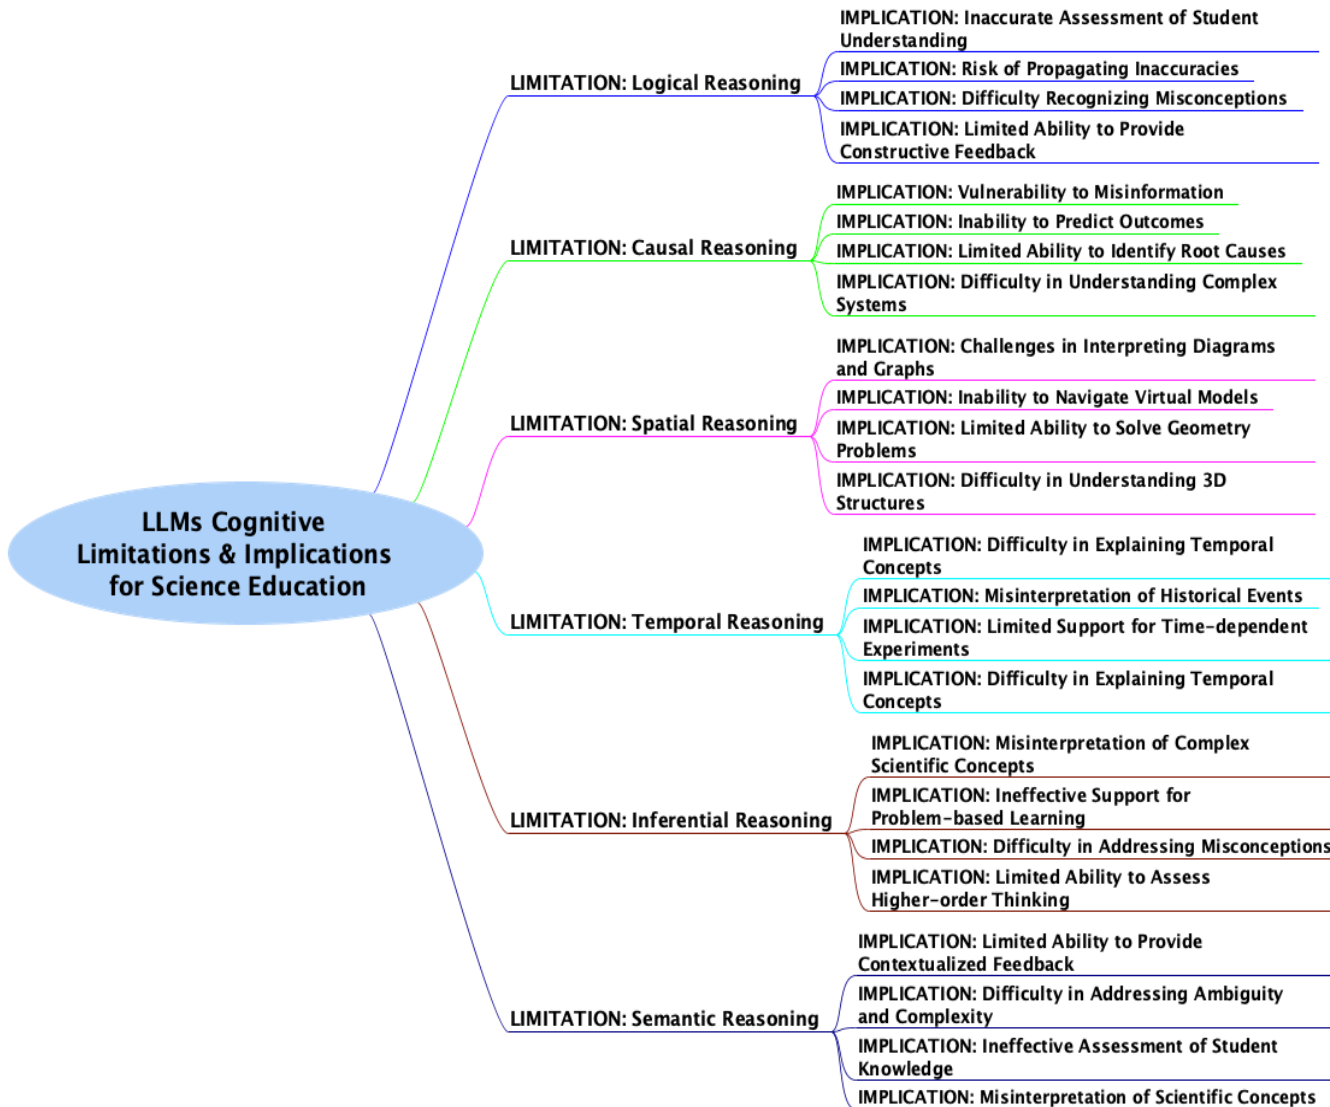 LLMs Cognitive
Limitations & Implications
for Science Education
LIMITATION: Logical Reasoning
IMPLICATION: Inaccurate Assessment of Student
Understanding
IMPLICATION: Risk of Propagating Inaccuracies
IMPLICATION: Difficulty Recognizing Misconceptions
IMPLICATION: Limited Ability to Provide
Constructive Feedback
LIMITATION: Causal Reasoning
IMPLICATION: Vulnerability to Misinformation
IMPLICATION: Inability to Predict Outcomes
IMPLICATION: Limited Ability to Identify Root Causes
IMPLICATION: Difficulty in Understanding Complex
Systems
LIMITATION: Spatial Reasoning
IMPLICATION: Challenges in Interpreting Diagrams
and Graphs
IMPLICATION: Inability to Navigate Virtual Models
IMPLICATION: Limited Ability to Solve Geometry
Problems
IMPLICATION: Difficulty in Understanding 3D
Structures
LIMITATION: Temporal Reasoning
IMPLICATION: Difficulty in Explaining Temporal
Concepts
IMPLICATION: Misinterpretation of Historical Events
IMPLICATION: Limited Support for Time-dependent
Experiments
IMPLICATION: Difficulty in Explaining Temporal
Concepts
LIMITATION: Inferential Reasoning
IMPLICATION: Misinterpretation of Complex
Scientific Concepts
IMPLICATION: Ineffective Support for
Problem-based Learning
IMPLICATION: Difficulty in Addressing Misconceptions
IMPLICATION: Limited Ability to Assess
Higher-order Thinking
LIMITATION: Semantic Reasoning
IMPLICATION: Limited Ability to Provide
Contextualized Feedback
IMPLICATION: Difficulty in Addressing Ambiguity
and Complexity
IMPLICATION: Ineffective Assessment of Student
Knowledge
IMPLICATION: Misinterpretation of Scientific Concepts